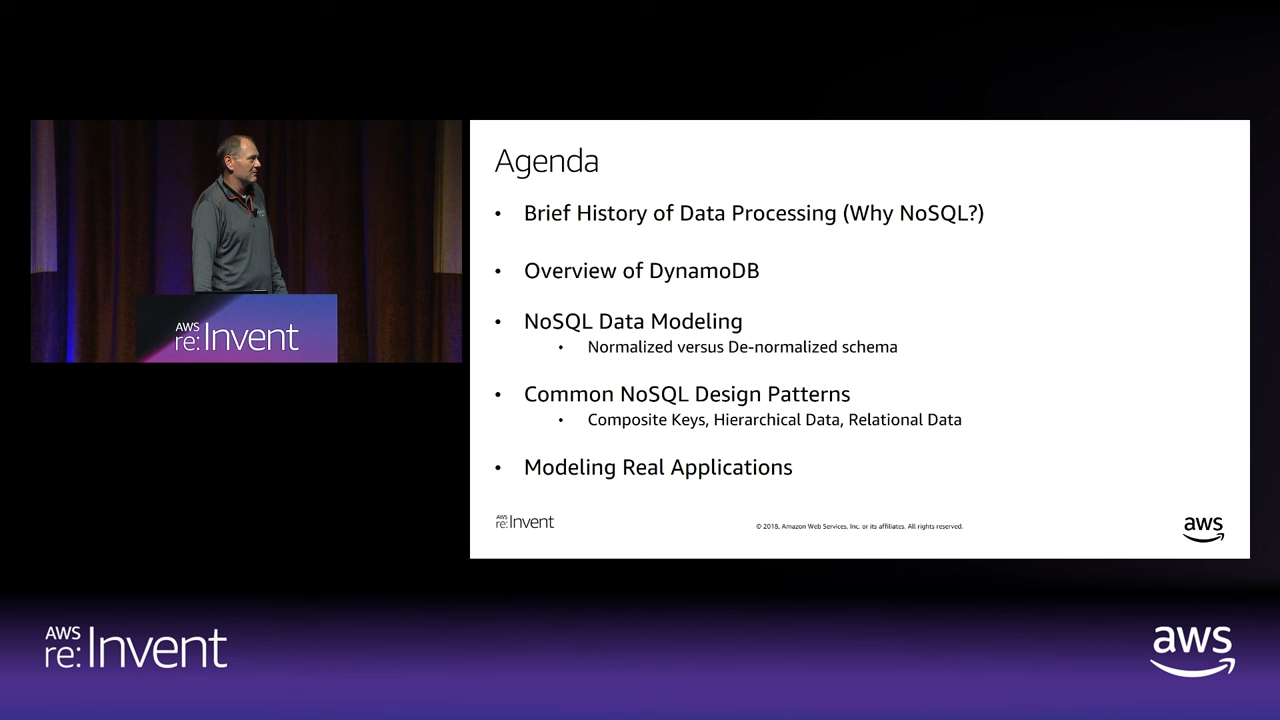 AWS
re:Invent
Agenda
• Brief History of Data Processing (Why NoSQL?)
• Overview of DynamoDB
• NoSQL Data Modeling
• Normalized versus De-normalized schema
• Common NoSQL Design Patterns
• Composite Keys, Hierarchical Data, Relational Data
• Modeling Real Applications
AWS
re:Invent
© 2018, Amazon Web Services, Inc. or its affiliates. All rights reserved.
aws
AWS
re:Invent
aws